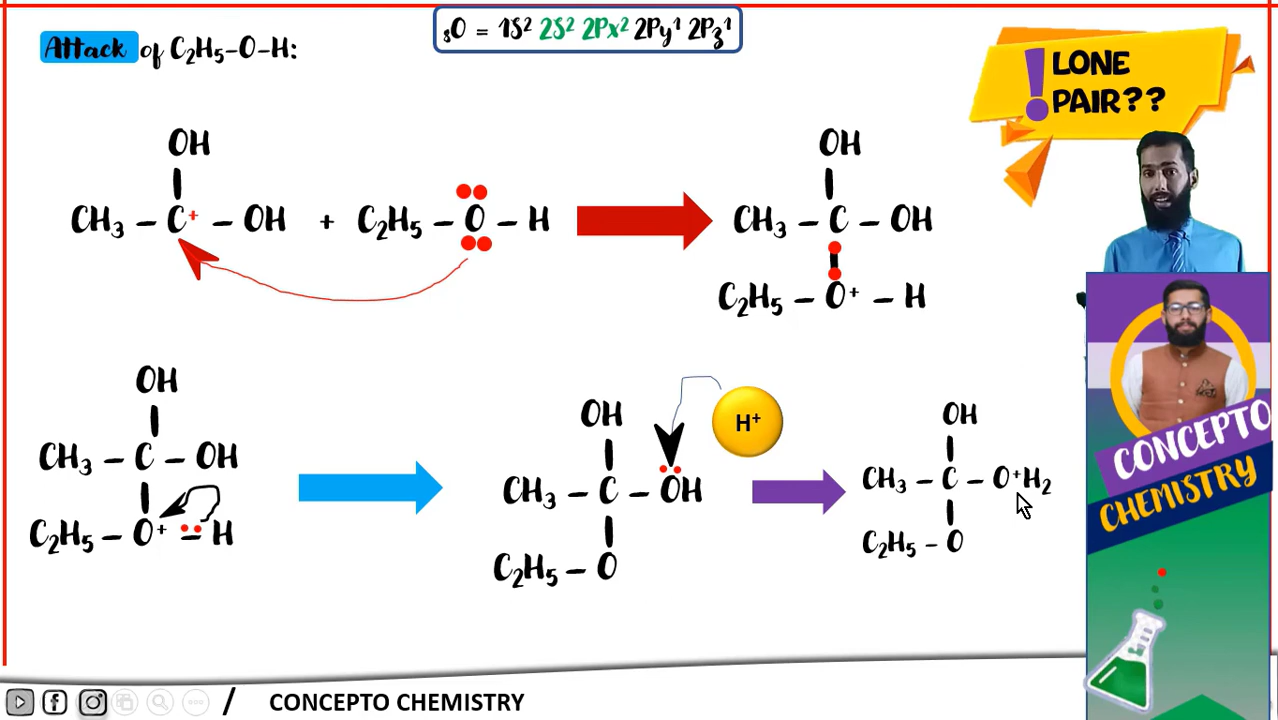 ₈O = 1S² 2S² 2Px² 2Py¹ 2Pz¹
Attack of C₂H₅-O-H:
! LONE
PAIR??
OH
CH₃ – C⁺ – OH + C₂H₅ – O – H
OH
CH₃ – C – OH
C₂H₅ – O⁺ – H
OH
CH₃ – C – OH
C₂H₅ – O⁺ – H
H⁺
OH
CH₃ – C – OH
C₂H₅ – O
OH
CH₃ – C – O⁺H₂
C₂H₅ – O
CONCEPTO
CHEMISTRY
/ CONCEPTO CHEMISTRY